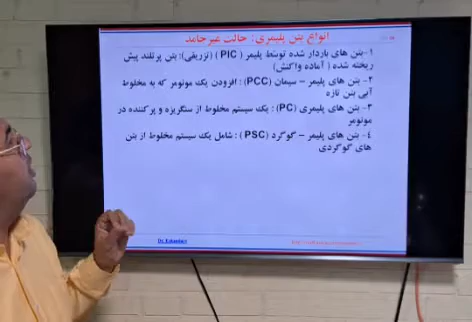 انواع بتن پلیمری: حالت غیرجامد
۱-بتن های باردار شده توسط پلیمر (PIC) (تزریقی): بتن پرتلند پیش
ریخته شده (آماده واکنش)
۲- بتن های پلیمر – سیمان (PCC): افزودن یک مونومر که به مخلوط
آبی بتن تازه
۳- بتن های پلیمری (PC): یک سیستم مخلوط از سنگریزه و پرکننده در
مونومر
٤- بتن های پلیمر – گوگرد (PSC): شامل یک سیستم مخلوط از بتن
های گوگردی